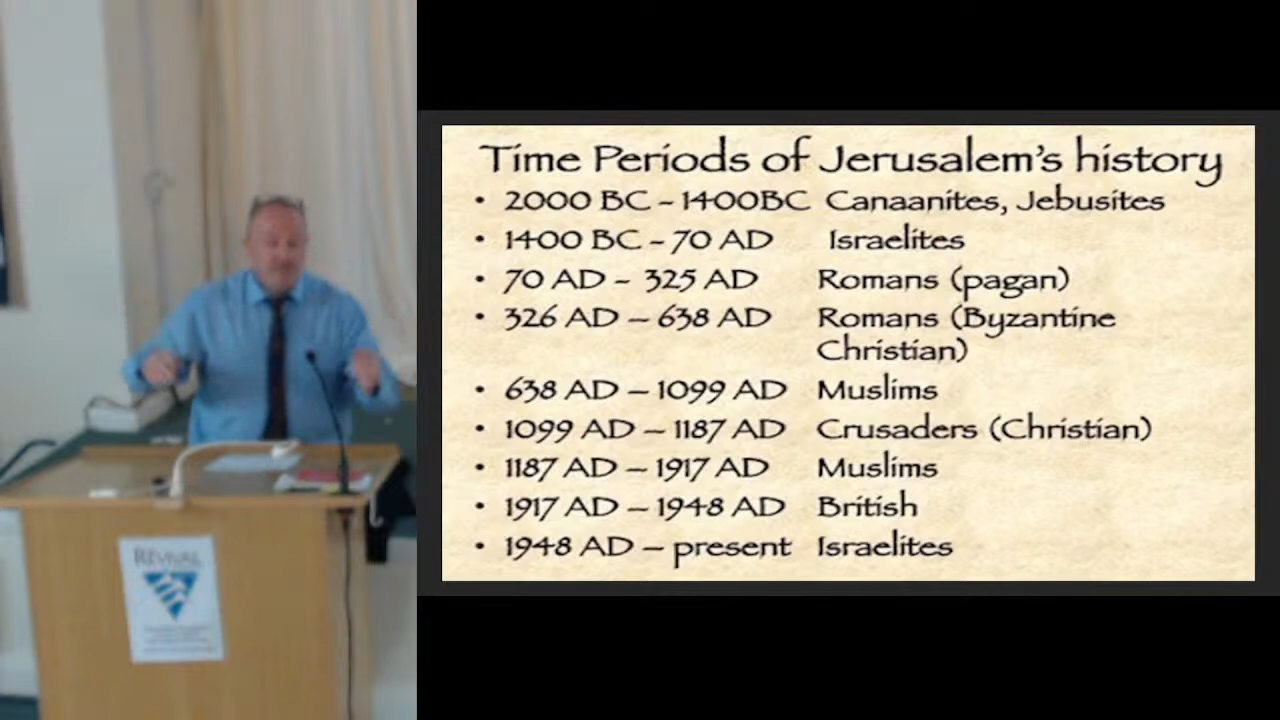 Time Periods of Jerusalem's history
• 2000 BC - 1400BC Canaanites, Jebusites
• 1400 BC - 70 AD Israelites
• 70 AD - 325 AD Romans (pagan)
• 326 AD – 638 AD Romans (Byzantine
Christian)
• 638 AD – 1099 AD Muslims
• 1099 AD – 1187 AD Crusaders (Christian)
• 1187 AD – 1917 AD Muslims
• 1917 AD – 1948 AD British
• 1948 AD – present Israelites
REVIVAL